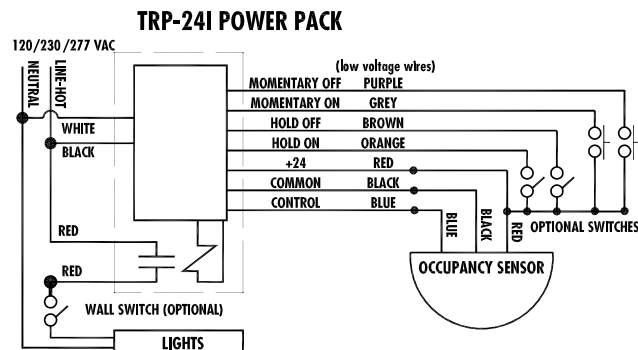 TRP-24I POWER PACK
120/230/277 VAC
NEUTRAL
LINE-HOT
(low voltage wires)
MOMENTARY OFF PURPLE
MOMENTARY ON GREY
HOLD OFF BROWN
HOLD ON ORANGE
+24 RED
COMMON BLACK
CONTROL BLUE
WHITE
BLACK
RED
RED
BLUE
BLACK
RED
OPTIONAL SWITCHES
OCCUPANCY SENSOR
WALL SWITCH (OPTIONAL)
LIGHTS